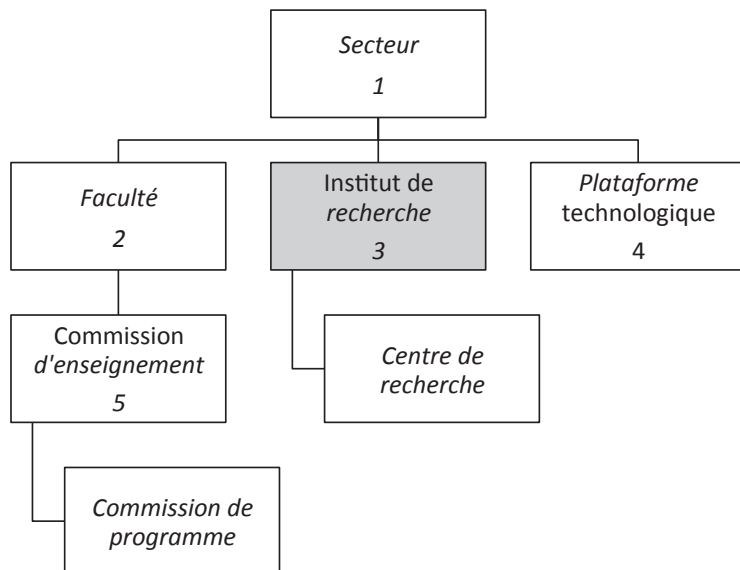 Secteur
1
Faculté
2
Institut de
recherche
3
Plataforme
technologique
4
Commission
d'enseignement
5
Centre de
recherche
Commission de
programme